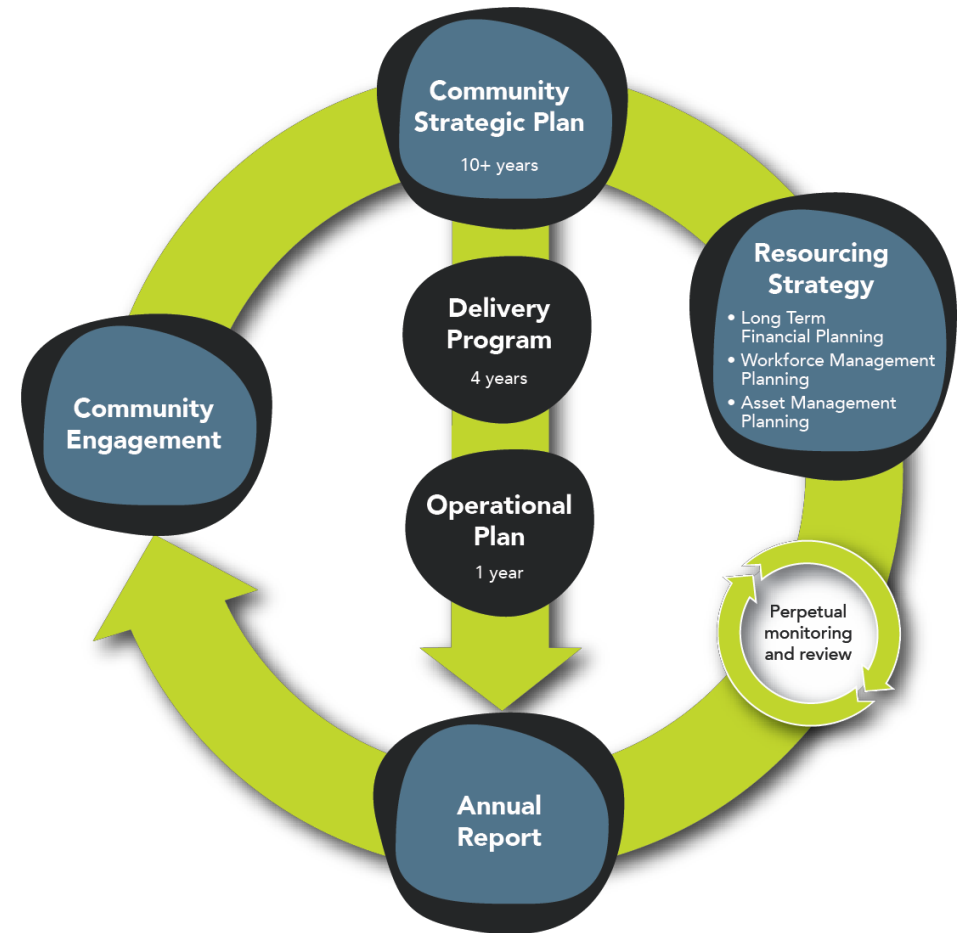 Community
Strategic Plan
10+ years
Resourcing
Strategy
• Long Term
Financial Planning
• Workforce Management
Planning
• Asset Management
Planning
Delivery
Program
4 years
Community
Engagement
Operational
Plan
1 year
Perpetual
monitoring
and review
Annual
Report